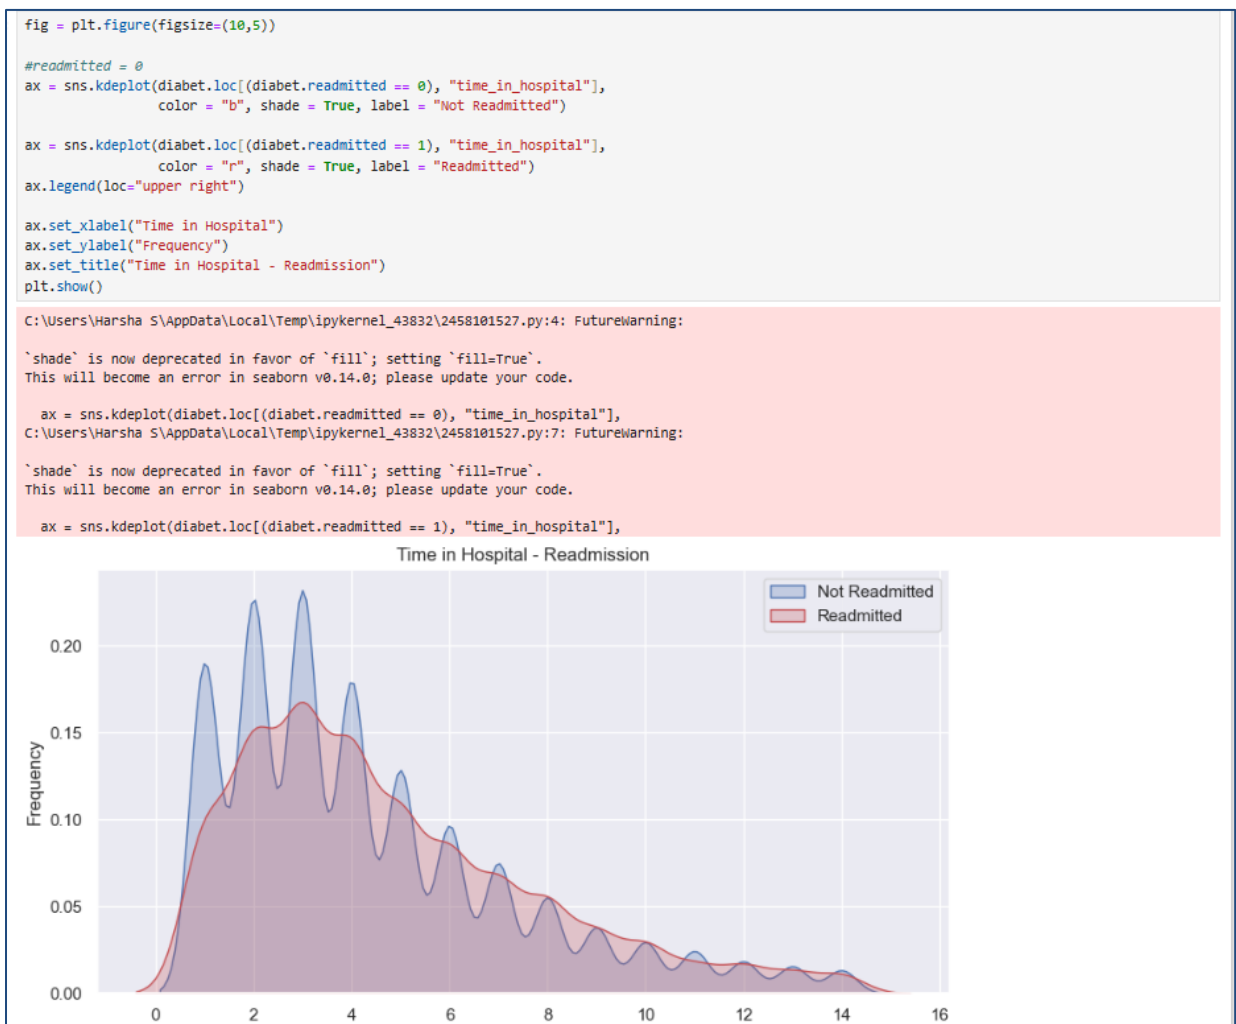 fig = plt.figure(figsize=(10,5))
#readmitted = 0
ax = sns.kdeplot(diabet.loc[(diabet.readmitted == 0), "time_in_hospital"],
color = "b", shade = True, label = "Not Readmitted")
ax = sns.kdeplot(diabet.loc[(diabet.readmitted == 1), "time_in_hospital"],
color = "r", shade = True, label = "Readmitted")
ax.legend(loc="upper right")
ax.set_xlabel("Time in Hospital")
ax.set_ylabel("Frequency")
ax.set_title("Time in Hospital - Readmission")
plt.show()
C:\Users\Harsha S\AppData\Local\Temp\ipykernel_43832\2458101527.py:4: FutureWarning:
`shade` is now deprecated in favor of `fill`; setting `fill=True`.
This will become an error in seaborn v0.14.0; please update your code.
ax = sns.kdeplot(diabet.loc[(diabet.readmitted == 0), "time_in_hospital"],
C:\Users\Harsha S\AppData\Local\Temp\ipykernel_43832\2458101527.py:7: FutureWarning:
`shade` is now deprecated in favor of `fill`; setting `fill=True`.
This will become an error in seaborn v0.14.0; please update your code.
ax = sns.kdeplot(diabet.loc[(diabet.readmitted == 1), "time_in_hospital"],
Time in Hospital - Readmission
Not Readmitted
Readmitted
Frequency
0.20
0.15
0.10
0.05
0.00
0 2 4 6 8 10 12 14 16